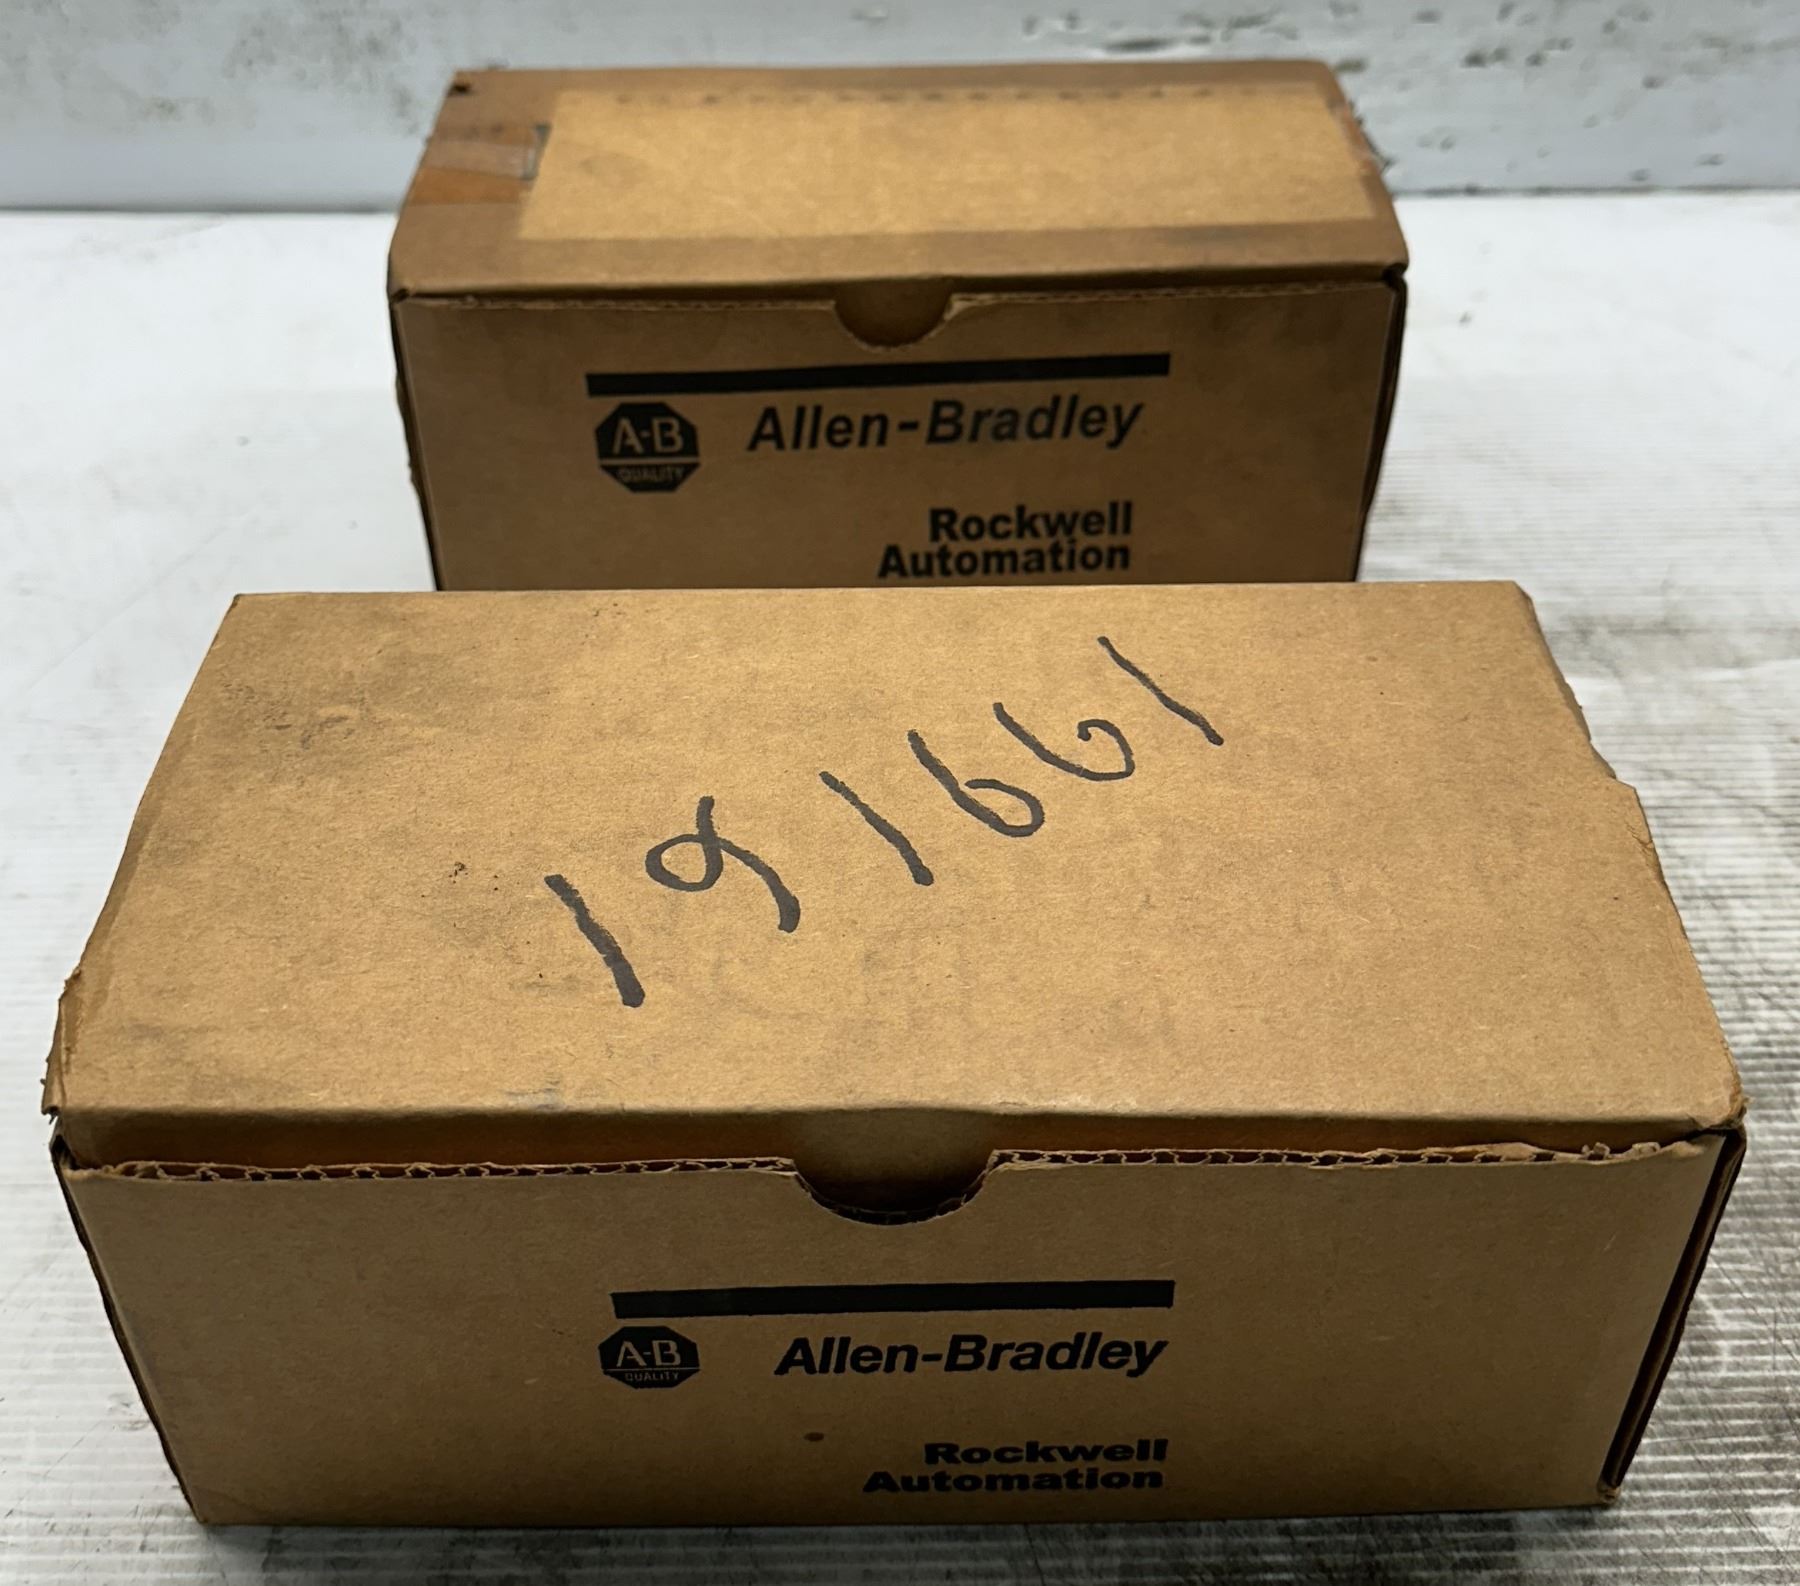 A-B
QUALITY
Allen-Bradley
Rockwell
Automation
191661
A-B
QUALITY
Allen-Bradley
Rockwell
Automation